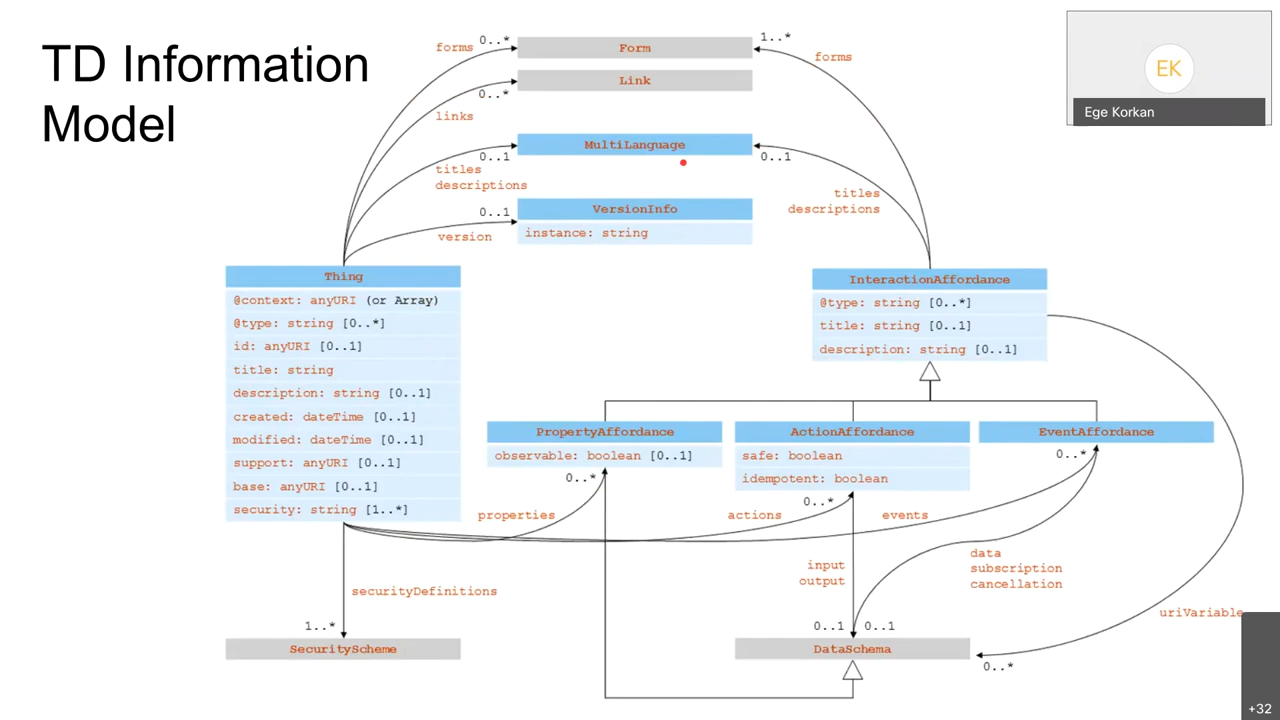 TD Information
Model
EK
Ege Korkan
forms
0..*
Form
1..*
forms
Link
0..*
links
MultiLanguage
0..1
0..1
titles
descriptions
titles
descriptions
0..1
VersionInfo
version
instance: string
Thing
@context: anyURI (or Array)
@type: string [0..*]
id: anyURI [0..1]
title: string
description: string [0..1]
created: dateTime [0..1]
modified: dateTime [0..1]
support: anyURI [0..1]
base: anyURI [0..1]
security: string [1..*]
InteractionAffordance
@type: string [0..*]
title: string [0..1]
description: string [0..1]
PropertyAffordance
observable: boolean [0..1]
0..*
ActionAffordance
safe: boolean
idempotent: boolean
0..*
EventAffordance
0..*
properties
actions
events
input
output
data
subscription
cancellation
securityDefinitions
uriVariable
1..*
SecurityScheme
0..1
0..1
DataSchema
0..*
+32